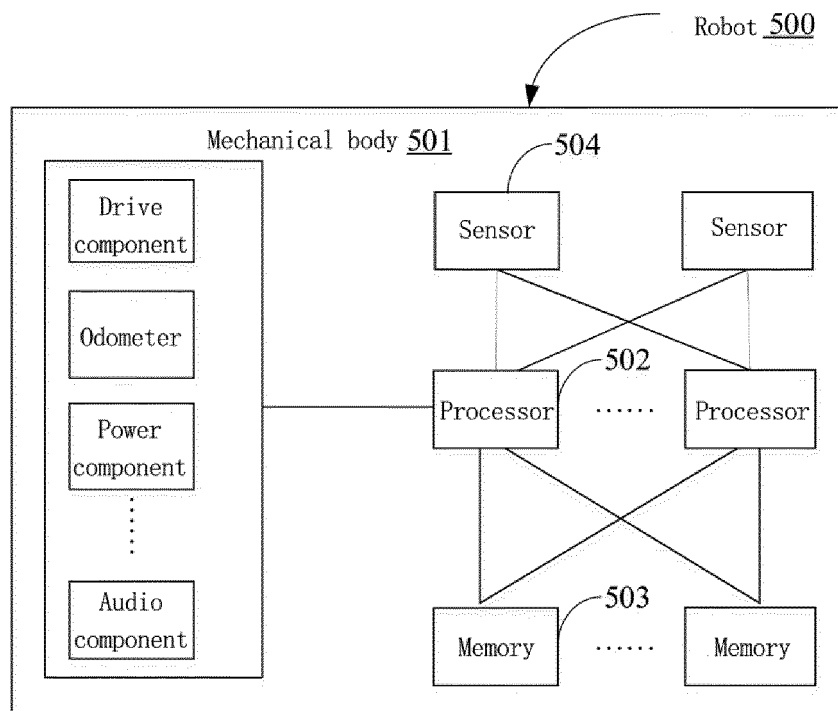 Robot 500
Mechanical body 501
504
Drive
component
Sensor
Sensor
Odometer
502
Processor
......
Processor
Power
component
......
503
Audio
component
Memory
......
Memory